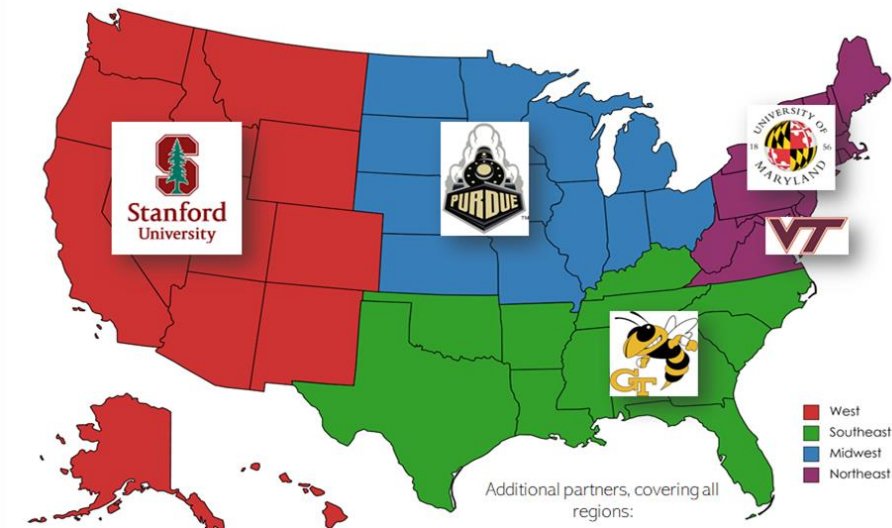 Stanford
University
PURDUE
TM
UNIVERSITY OF
18 56
MARYLAND
VT
GT
West
Southeast
Midwest
Northeast
Additional partners, covering all
regions: